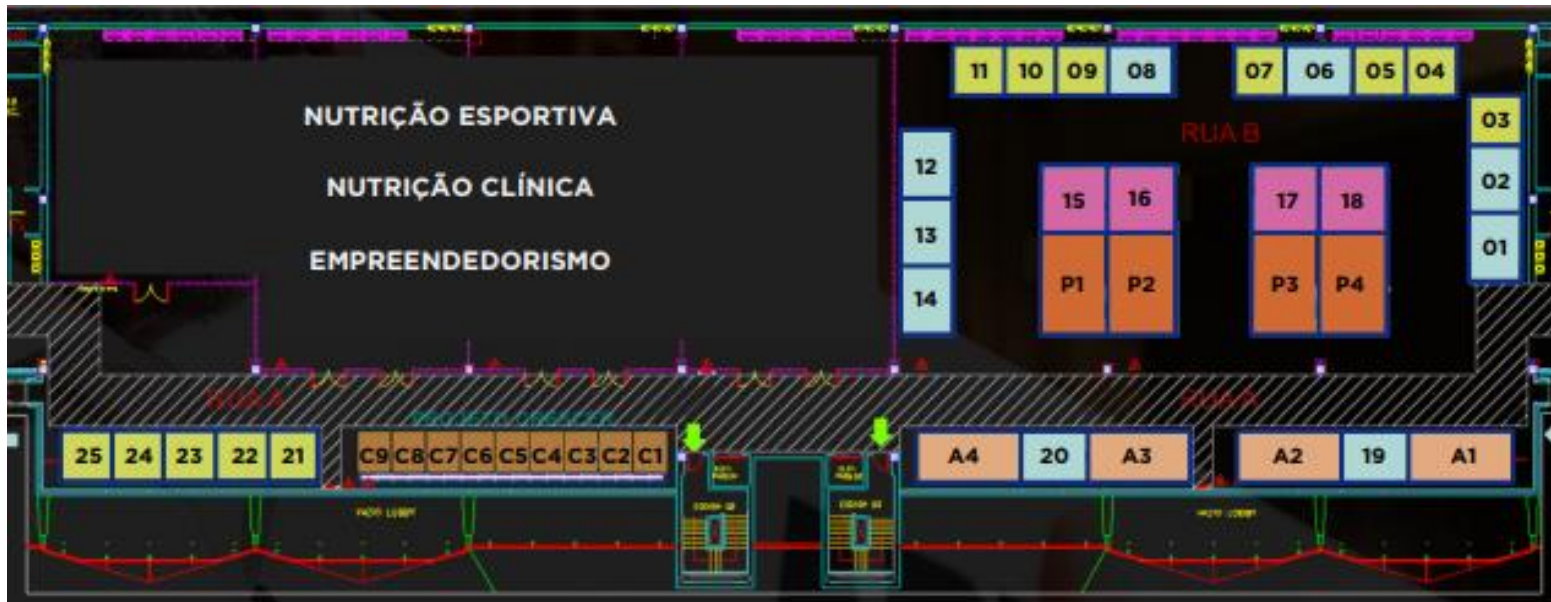 11 10 09 08 07 06 05 04
03
NUTRIÇÃO ESPORTIVA
RUA B
12
02
NUTRIÇÃO CLÍNICA
15 16 17 18
13
01
EMPREENDEDORISMO
P1 P2 P3 P4
14
RUA A
RUA A
25 24 23 22 21
C9 C8 C7 C6 C5 C4 C3 C2 C1
A4 20 A3 A2 19 A1